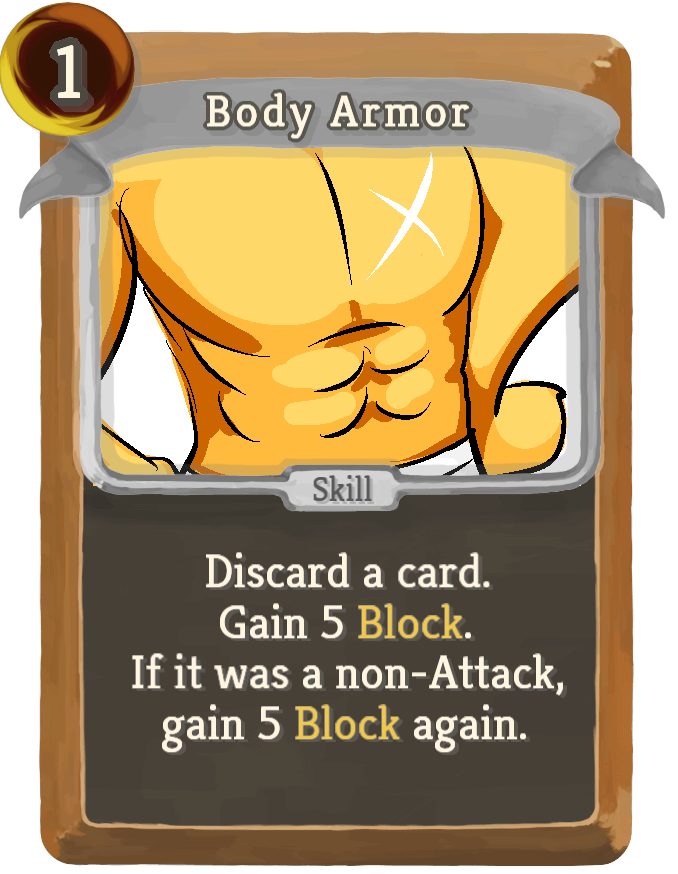 1
Body Armor
Skill
Discard a card.
Gain 5 Block.
If it was a non-Attack,
gain 5 Block again.